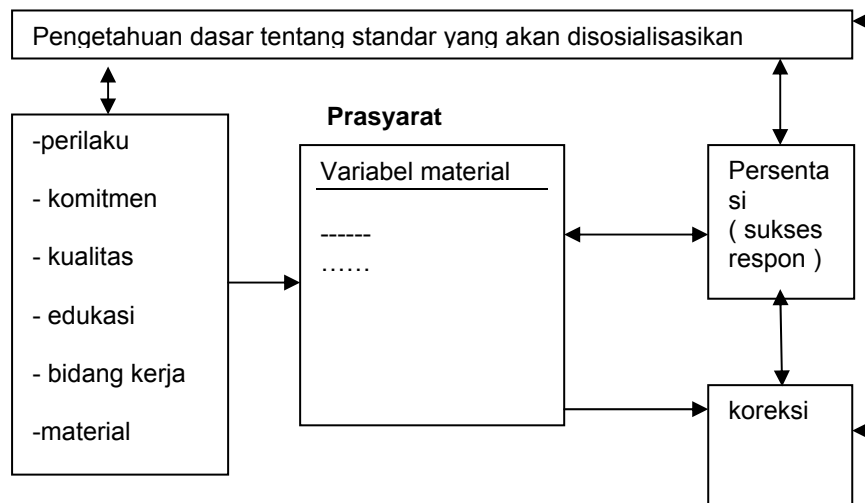 Pengetahuan dasar tentang standar yang akan disosialisasikan
-perilaku
- komitmen
- kualitas
- edukasi
- bidang kerja
-material
Prasyarat
Variabel material
------
……
Persenta
si
( sukses
respon )
koreksi